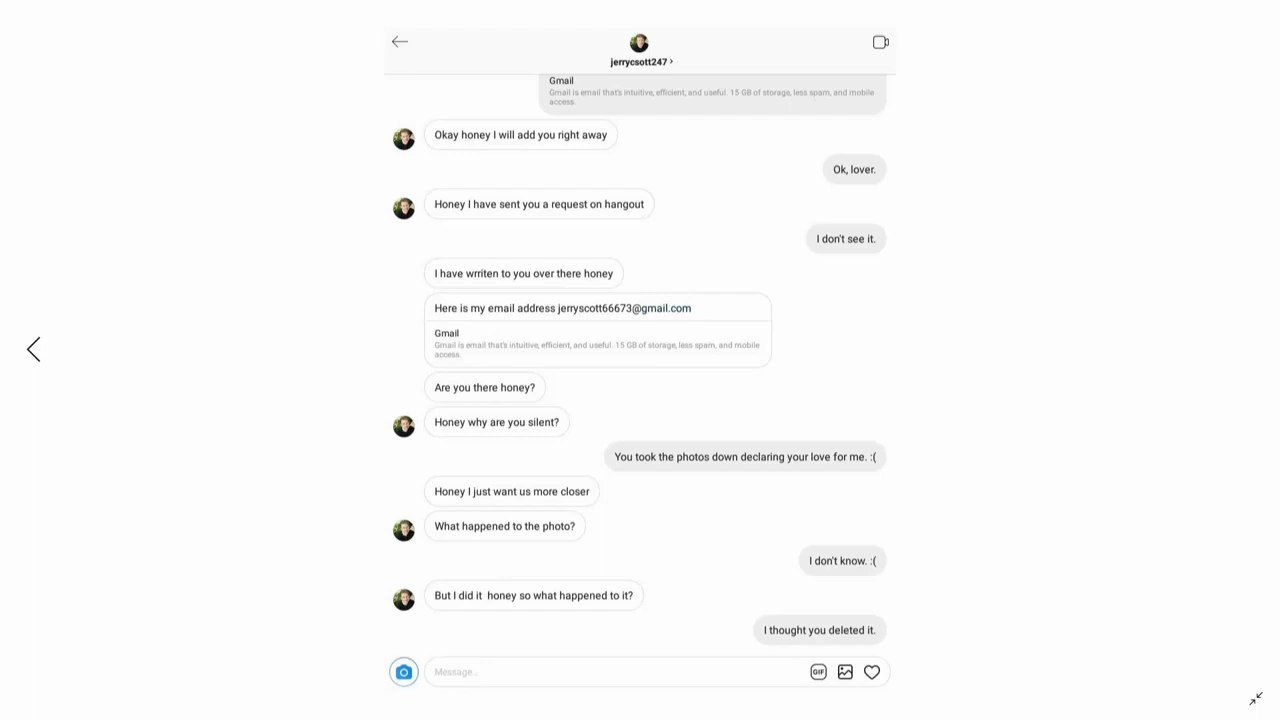 jerrycsott247 >
Gmail
Gmail is email that's intuitive, efficient, and useful. 15 GB of storage, less spam, and mobile
access.
Okay honey I will add you right away
Ok, lover.
Honey I have sent you a request on hangout
I don't see it.
I have wrriten to you over there honey
Here is my email address jerryscott66673@gmail.com
Gmail
Gmail is email that's intuitive, efficient, and useful. 15 GB of storage, less spam, and mobile
access.
Are you there honey?
Honey why are you silent?
You took the photos down declaring your love for me. :(
Honey I just want us more closer
What happened to the photo?
I don't know. :(
But I did it  honey so what happened to it?
I thought you deleted it.
Message...
GIF